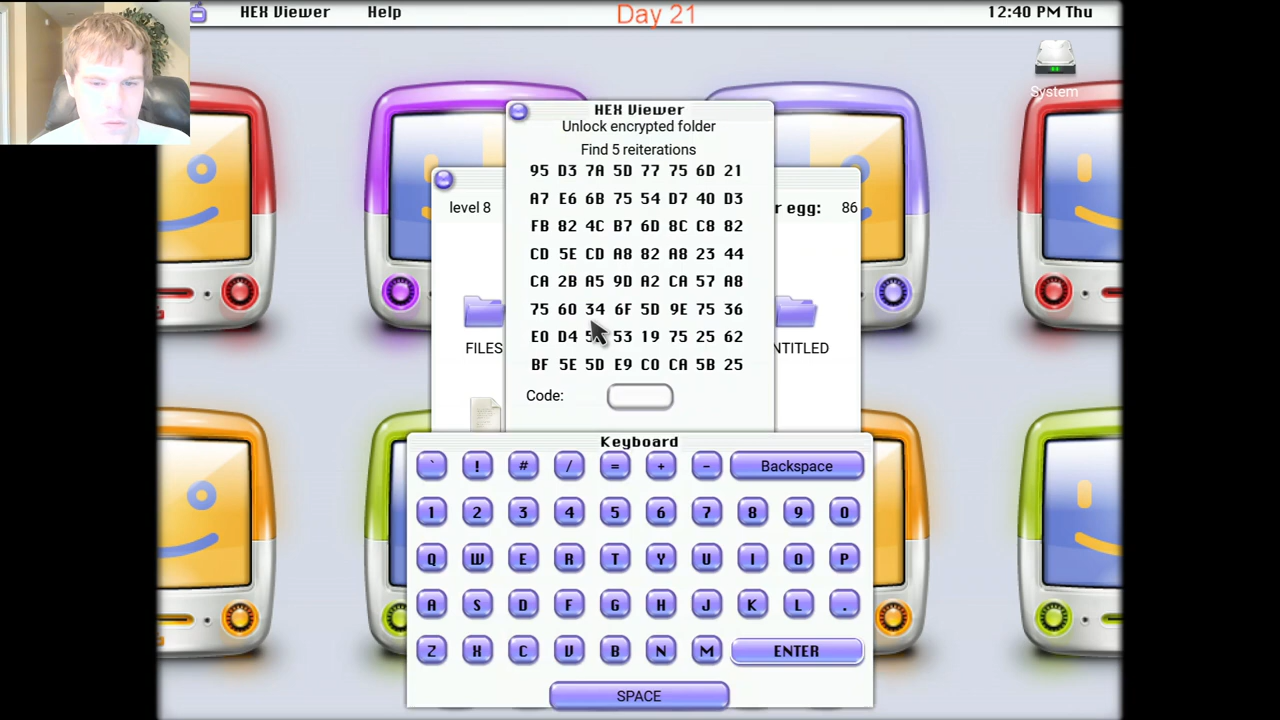 HEX Viewer Help Day 21 12:40 PM Thu
System
HEX Viewer
Unlock encrypted folder
Find 5 reiterations
95 D3 7A 5D 77 75 6D 21
A7 E6 6B 75 54 D7 40 D3
level 8
r egg: 86
FB 82 4C B7 6D 8C C8 82
CD 5E CD A8 82 A8 23 44
CA 2B A5 9D A2 CA 57 A8
75 60 34 6F 5D 9E 75 36
E0 D4 53 19 75 25 62
BF 5E 5D E9 C0 CA 5B 25
FILES
NTITLED
Code:
Keyboard
` ! # / = + - Backspace
1 2 3 4 5 6 7 8 9 0
Q W E R T Y U I O P
A S D F G H J K L .
Z X C V B N M ENTER
SPACE